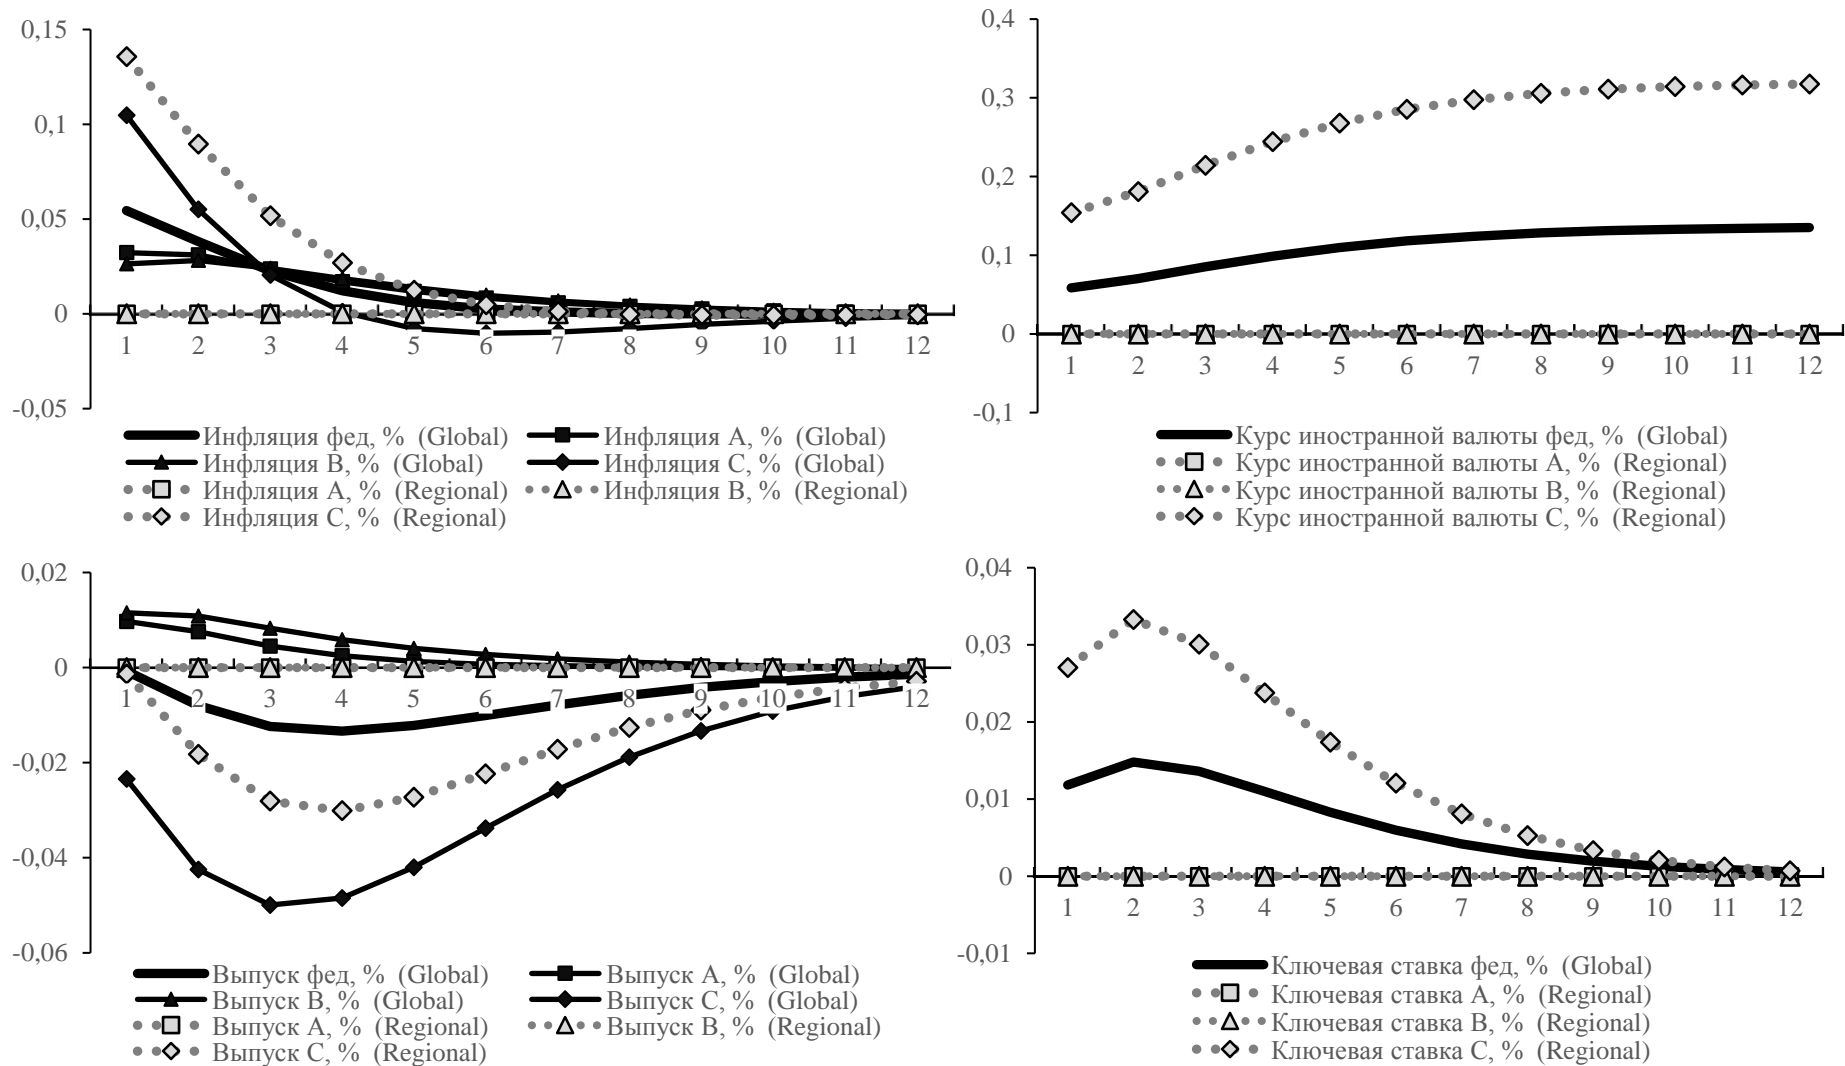 0,15
0,1
0,05
0
-0,05
1 2 3 4 5 6 7 8 9 10 11 12
Инфляция фед, % (Global)
Инфляция A, % (Global)
Инфляция B, % (Global)
Инфляция C, % (Global)
Инфляция A, % (Regional)
Инфляция B, % (Regional)
Инфляция C, % (Regional)
0,4
0,3
0,2
0,1
0
-0,1
1 2 3 4 5 6 7 8 9 10 11 12
Курс иностранной валюты фед, % (Global)
Курс иностранной валюты A, % (Regional)
Курс иностранной валюты B, % (Regional)
Курс иностранной валюты C, % (Regional)
0,02
0
-0,02
-0,04
-0,06
1 2 3 4 5 6 7 8 9 10 11 12
Выпуск фед, % (Global)
Выпуск A, % (Global)
Выпуск B, % (Global)
Выпуск C, % (Global)
Выпуск A, % (Regional)
Выпуск B, % (Regional)
Выпуск C, % (Regional)
0,04
0,03
0,02
0,01
0
-0,01
1 2 3 4 5 6 7 8 9 10 11 12
Ключевая ставка фед, % (Global)
Ключевая ставка A, % (Regional)
Ключевая ставка B, % (Regional)
Ключевая ставка C, % (Regional)